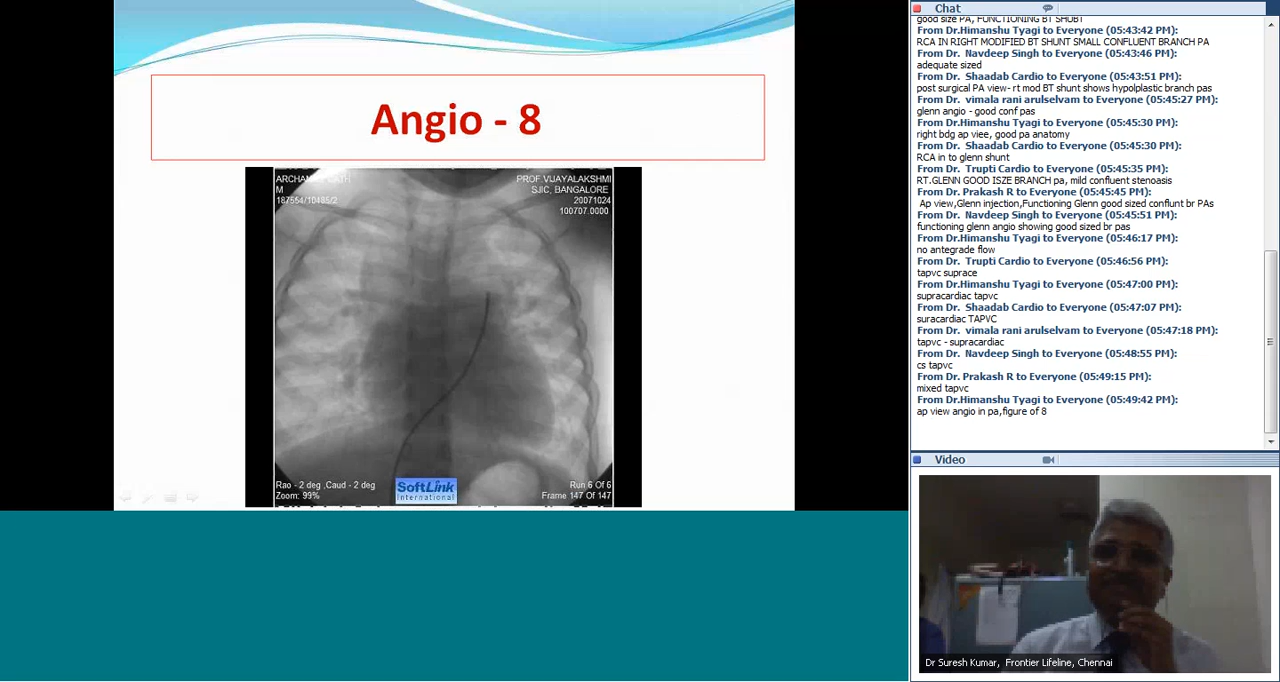 Angio - 8
M
PROF.VIJAYALAKSHMI
SJIC, BANGALORE
20071024
100707.0000
Rao - 2 deg ,Caud - 2 deg
Zoom: 99%
SoftLink
International
Run 6 Of 6
Frame 147 Of 147
Chat
good size PA, FUNCTIONING BT
From Dr.Himanshu Tyagi to Everyone (05:43:42 PM):
RCA IN RIGHT MODIFIED BT SHUNT SMALL CONFLUENT BRANCH PA
From Dr. Navdeep Singh to Everyone (05:43:46 PM):
adequate sized
From Dr. Shaadab Cardio to Everyone (05:43:51 PM):
post surgical PA view- rt mod BT shunt shows hypolplastic branch pas
From Dr. vimala rani arulselvam to Everyone (05:45:27 PM):
glenn angio - good conf pas
From Dr.Himanshu Tyagi to Everyone (05:45:30 PM):
right bdg ap viee, good pa anatomy
From Dr. Shaadab Cardio to Everyone (05:45:30 PM):
RCA in to glenn shunt
From Dr. Trupti Cardio to Everyone (05:45:35 PM):
RT.GLENN GOOD ISZE BRANCH pa, mild confluent stenoasis
From Dr. Prakash R to Everyone (05:45:45 PM):
Ap view,Glenn injection,Functioning Glenn good sized conflunt br PAs
From Dr. Navdeep Singh to Everyone (05:45:51 PM):
functioning glenn angio showing good sized br pas
From Dr.Himanshu Tyagi to Everyone (05:46:17 PM):
no antegrade flow
From Dr. Trupti Cardio to Everyone (05:46:56 PM):
tapvc suprace
From Dr.Himanshu Tyagi to Everyone (05:47:00 PM):
supracardiac tapvc
From Dr. Shaadab Cardio to Everyone (05:47:07 PM):
suracardiac TAPVC
From Dr. vimala rani arulselvam to Everyone (05:47:18 PM):
tapvc - supracardiac
From Dr. Navdeep Singh to Everyone (05:48:55 PM):
cs tapvc
From Dr. Prakash R to Everyone (05:49:15 PM):
mixed tapvc
From Dr.Himanshu Tyagi to Everyone (05:49:42 PM):
ap view angio in pa,figure of 8
Video
Dr Suresh Kumar, Frontier Lifeline, Chennai